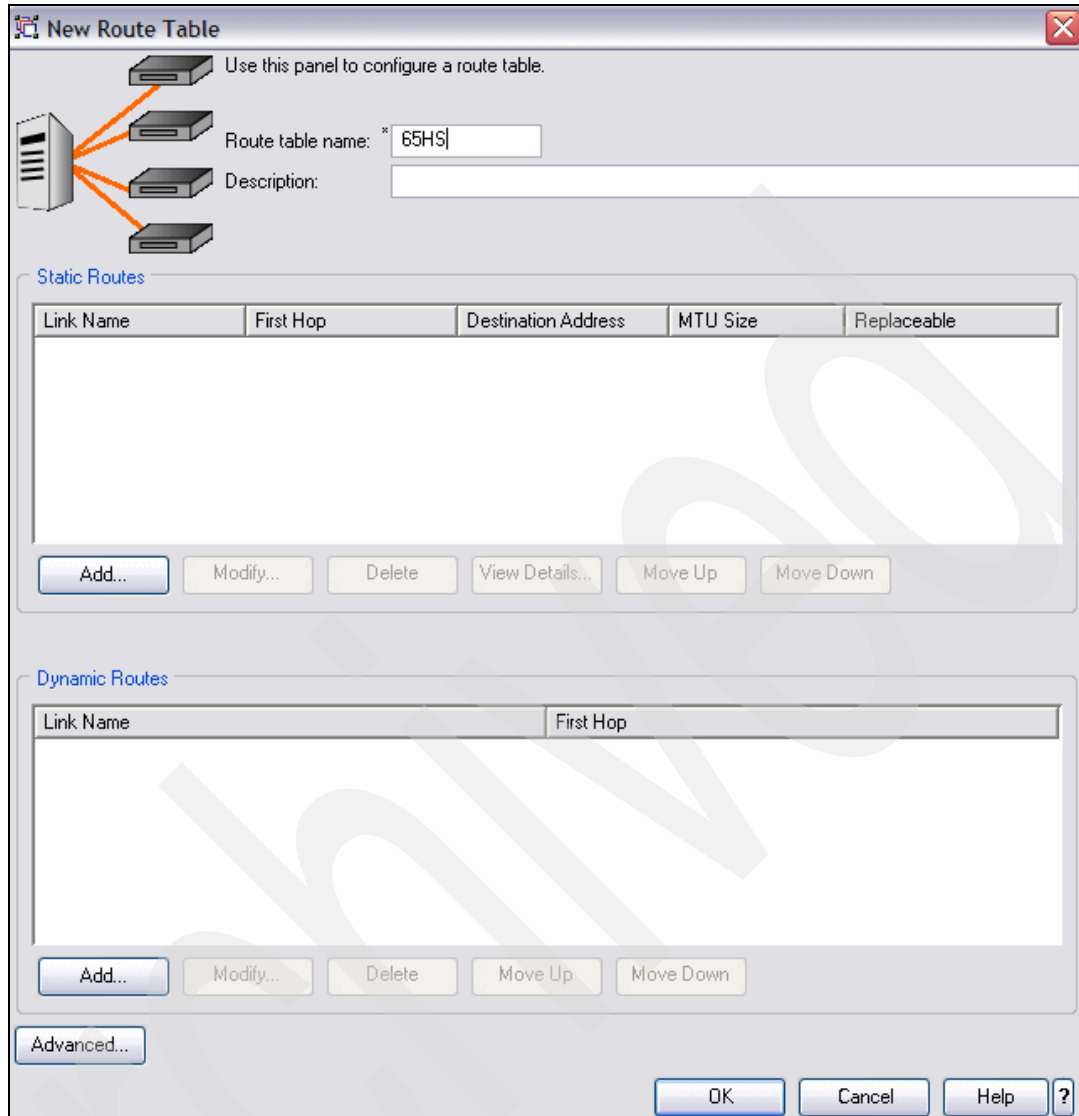 New Route Table
Use this panel to configure a route table.
Route table name: * 65HS
Description:
Static Routes
Link Name First Hop Destination Address MTU Size Replaceable
Add... Modify... Delete View Details... Move Up Move Down
Dynamic Routes
Link Name First Hop
Add... Modify... Delete Move Up Move Down
Advanced...
OK Cancel Help ?